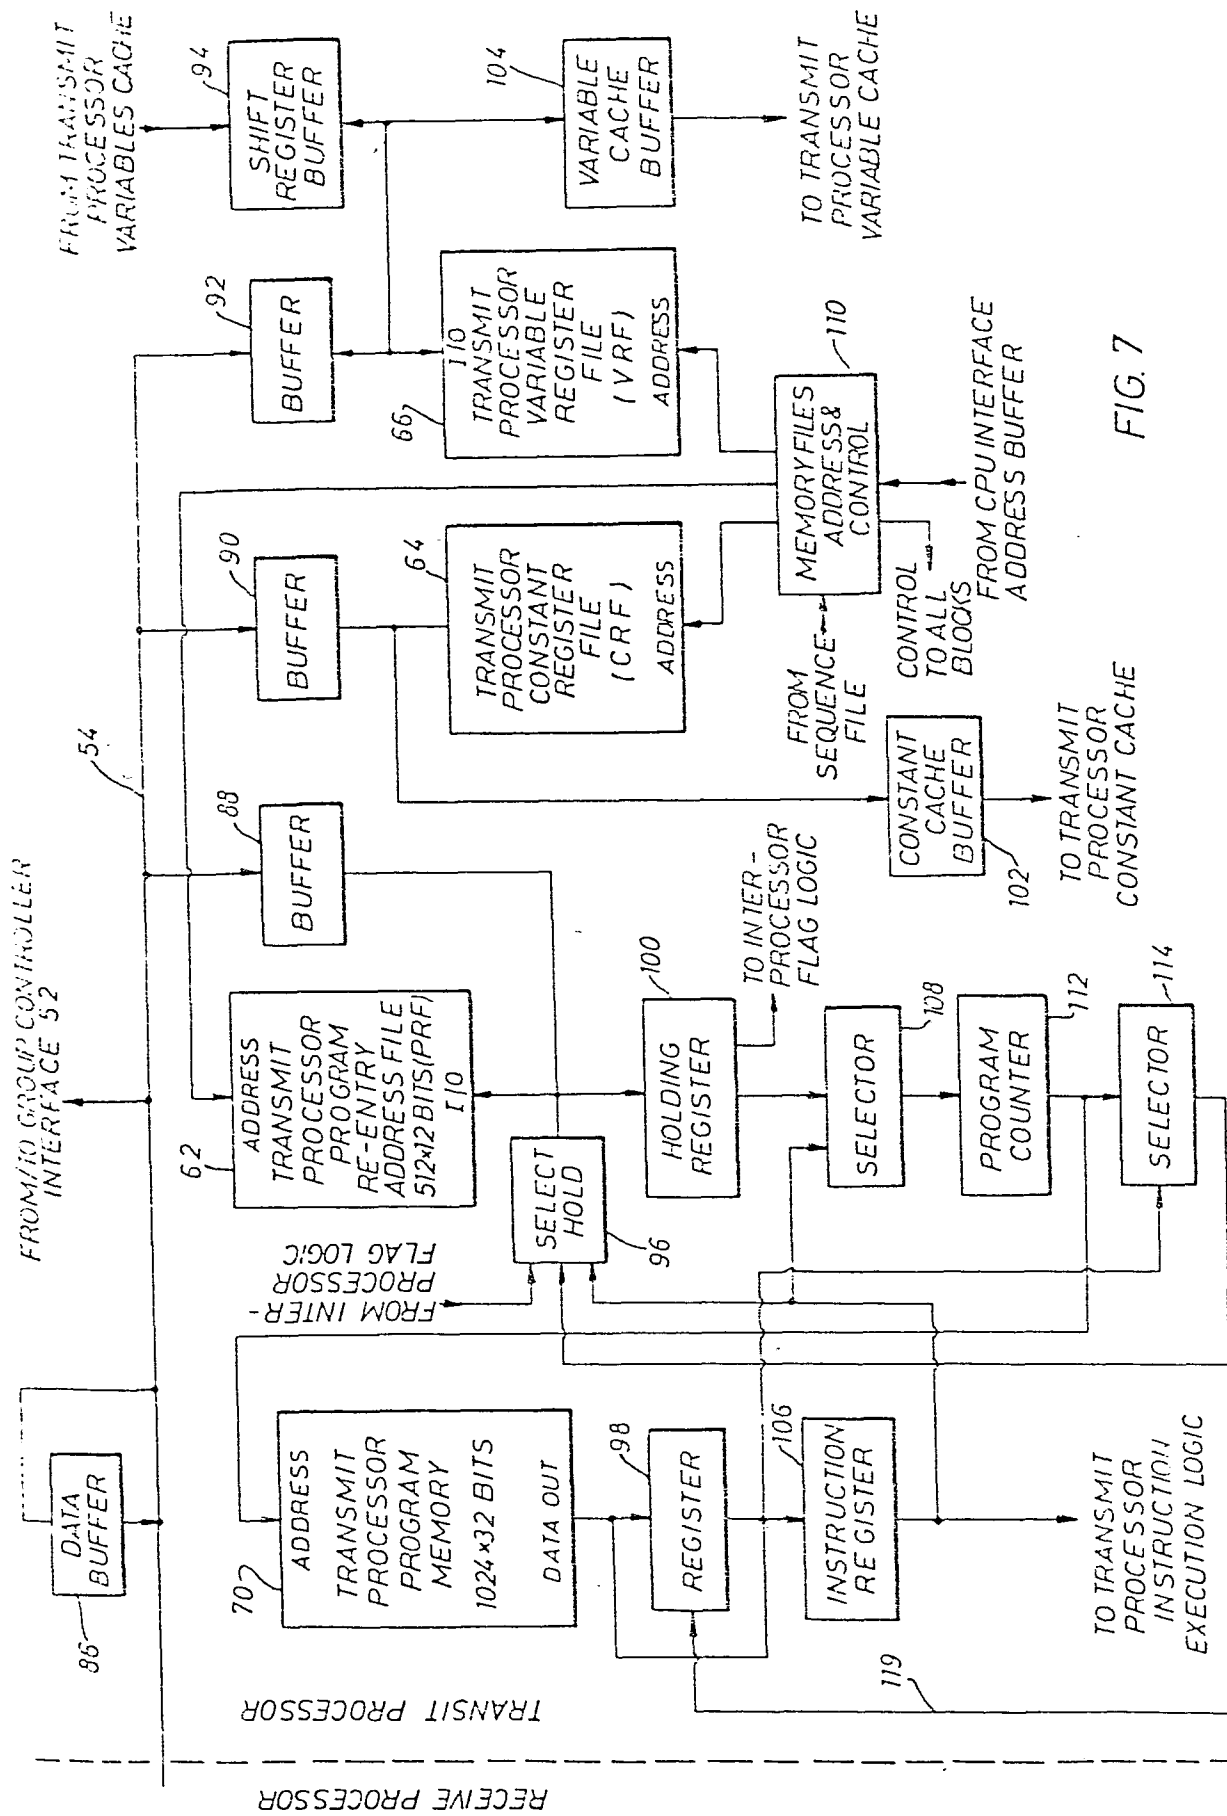 FROM/TO GROUP CONTROLLER
INTERFACE 52
FROM TRANSMIT
PROCESSOR
VARIABLES CACHE
86
DATA
BUFFER
54
88
BUFFER
90
BUFFER
92
BUFFER
94
SHIFT
REGISTER
BUFFER
RECEIVE PROCESSOR
TRANSIT PROCESSOR
70
ADDRESS
TRANSMIT
PROCESSOR
PROGRAM
MEMORY
1024×32 BITS
DATA OUT
FROM INTER-
PROCESSOR
FLAG LOGIC
62
ADDRESS
TRANSMIT
PROCESSOR
PROGRAM
RE-ENTRY
ADDRESS FILE
512×12 BITS(PRF)
I/O
64
TRANSMIT
PROCESSOR
CONSTANT
REGISTER
FILE
(CRF)
ADDRESS
66
I/O
TRANSMIT
PROCESSOR
VARIABLE
REGISTER
FILE
(VRF)
ADDRESS
104
VARIABLE
CACHE
BUFFER
TO TRANSMIT
PROCESSOR
VARIABLE CACHE
98
REGISTER
SELECT
HOLD
96
100
HOLDING
REGISTER
TO INTER-
PROCESSOR
FLAG LOGIC
FROM
SEQUENCE
FILE
MEMORY FILES
ADDRESS &
CONTROL
110
CONTROL
TO ALL
BLOCKS
FROM CPU INTERFACE
ADDRESS BUFFER
106
INSTRUCTION
REGISTER
SELECTOR
108
PROGRAM
COUNTER
112
SELECTOR
114
CONSTANT
CACHE
BUFFER
102
TO TRANSMIT
PROCESSOR
CONSTANT CACHE
119
TO TRANSMIT
PROCESSOR
INSTRUCTION
EXECUTION LOGIC
FIG. 7